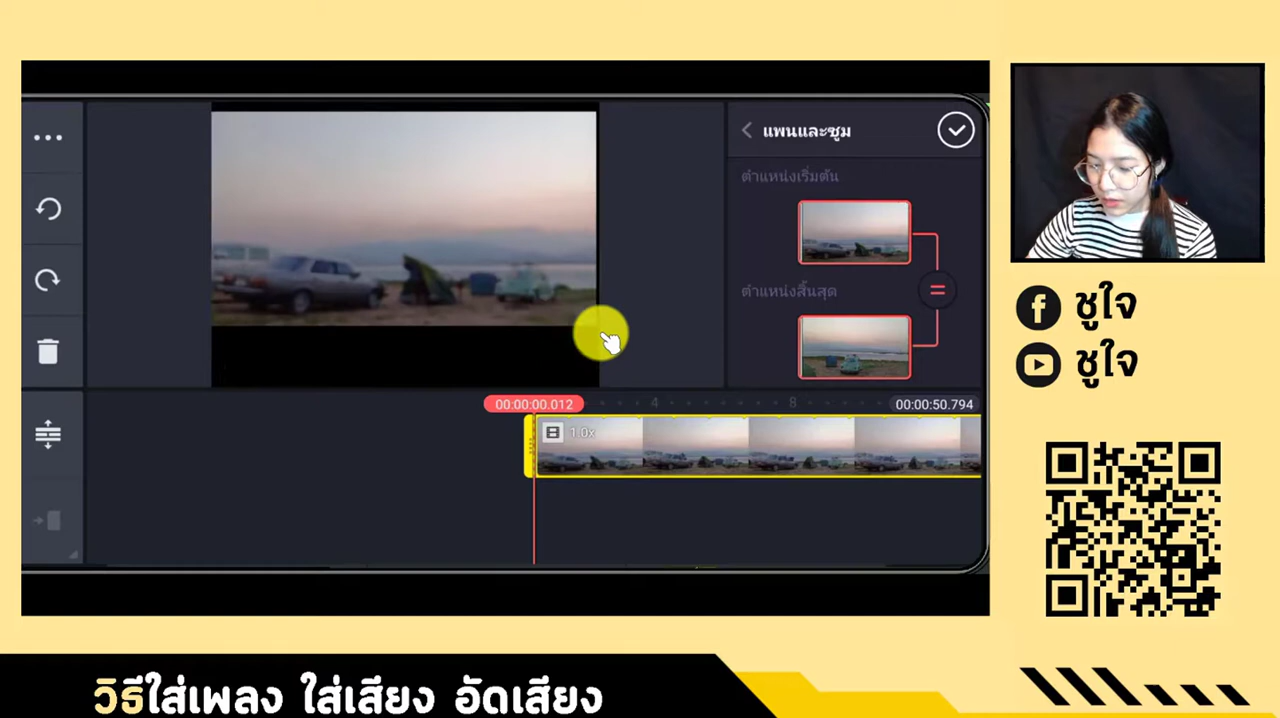 แพนและซูม
ตำแหน่งเริ่มต้น
ตำแหน่งสิ้นสุด
=
00:00:00.012
4
8
00:00:50.794
1.0x
ชูใจ
ชูใจ
วิธีใส่เพลง ใส่เสียง อัดเสียง